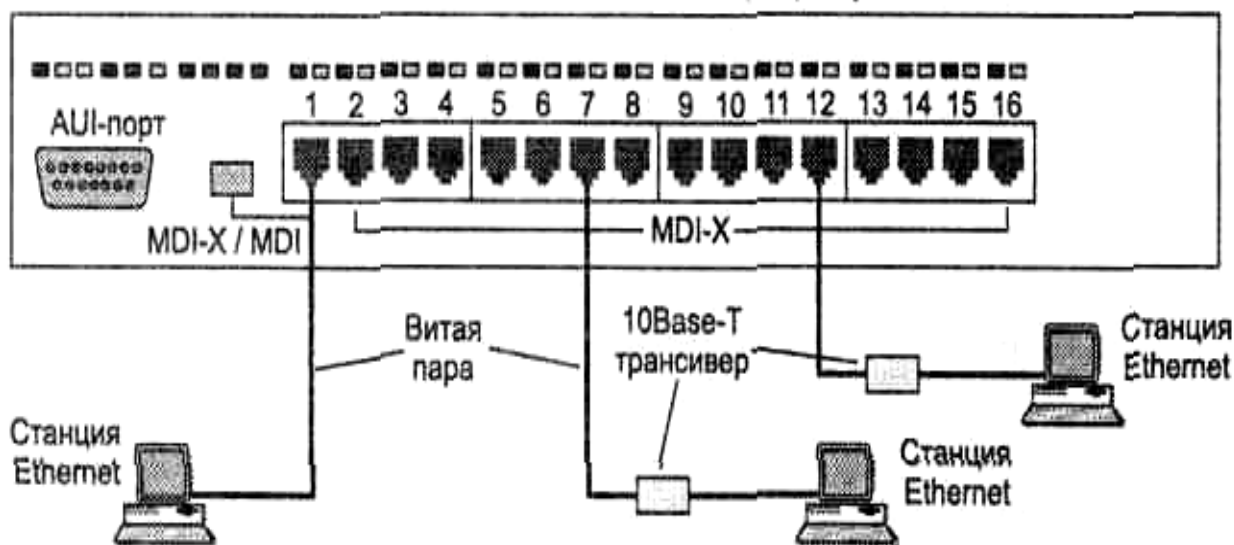 1 2 3 4 5 6 7 8 9 10 11 12 13 14 15 16
AUI-порт
MDI-X / MDI
MDI-X
Витая
пара
10Base-T
трансивер
Станция
Ethernet
Станция
Ethernet
Станция
Ethernet